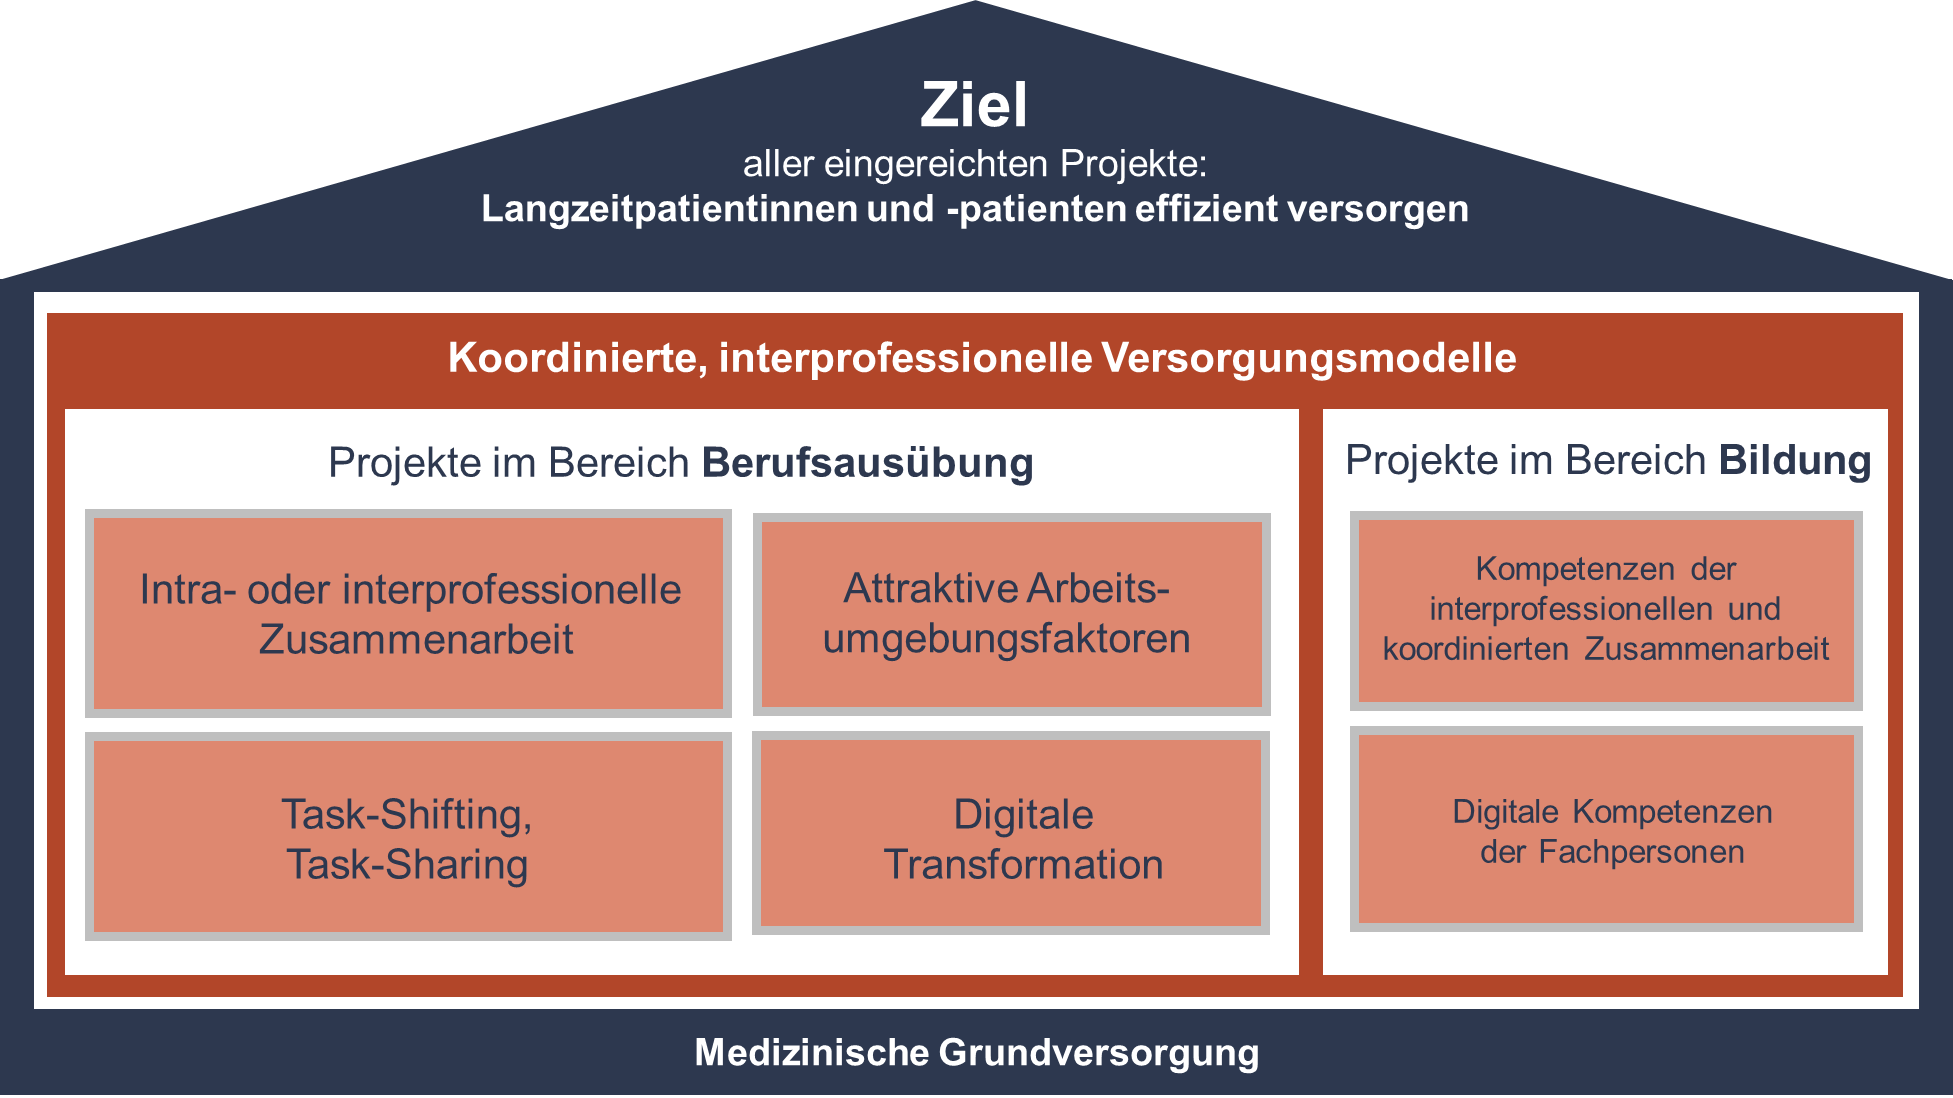 Ziel
aller eingereichten Projekte:
Langzeitpatientinnen und -patienten effizient versorgen
Koordinierte, interprofessionelle Versorgungsmodelle
Projekte im Bereich Berufsausübung
Intra- oder interprofessionelle
Zusammenarbeit
Attraktive Arbeits-
umgebungsfaktoren
Task-Shifting,
Task-Sharing
Digitale
Transformation
Projekte im Bereich Bildung
Kompetenzen der
interprofessionellen und
koordinierten Zusammenarbeit
Digitale Kompetenzen
der Fachpersonen
Medizinische Grundversorgung